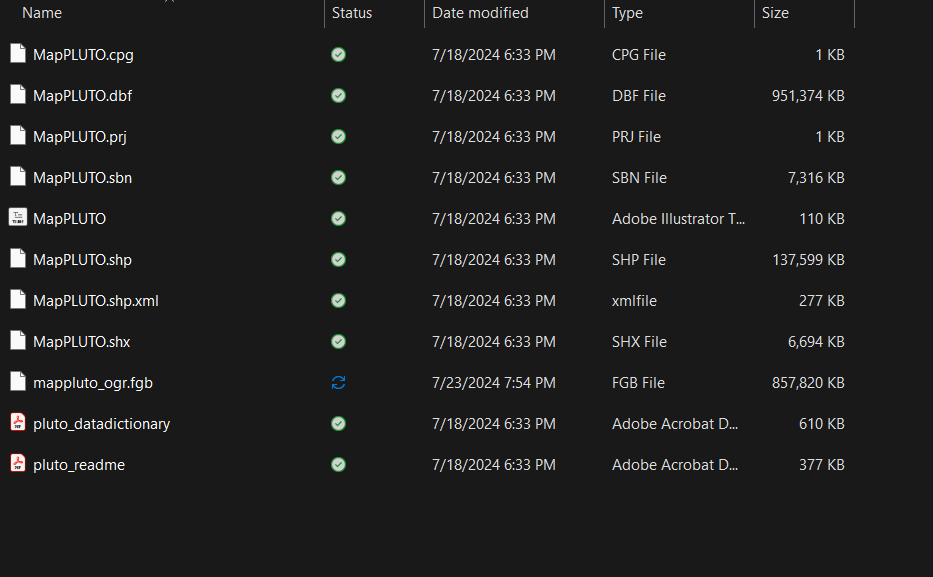 Name Status Date modified Type Size
MapPLUTO.cpg 7/18/2024 6:33 PM CPG File 1 KB
MapPLUTO.dbf 7/18/2024 6:33 PM DBF File 951,374 KB
MapPLUTO.prj 7/18/2024 6:33 PM PRJ File 1 KB
MapPLUTO.sbn 7/18/2024 6:33 PM SBN File 7,316 KB
MapPLUTO 7/18/2024 6:33 PM Adobe Illustrator T... 110 KB
MapPLUTO.shp 7/18/2024 6:33 PM SHP File 137,599 KB
MapPLUTO.shp.xml 7/18/2024 6:33 PM xmlfile 277 KB
MapPLUTO.shx 7/18/2024 6:33 PM SHX File 6,694 KB
mappluto_ogr.fgb 7/23/2024 7:54 PM FGB File 857,820 KB
pluto_datadictionary 7/18/2024 6:33 PM Adobe Acrobat D... 610 KB
pluto_readme 7/18/2024 6:33 PM Adobe Acrobat D... 377 KB